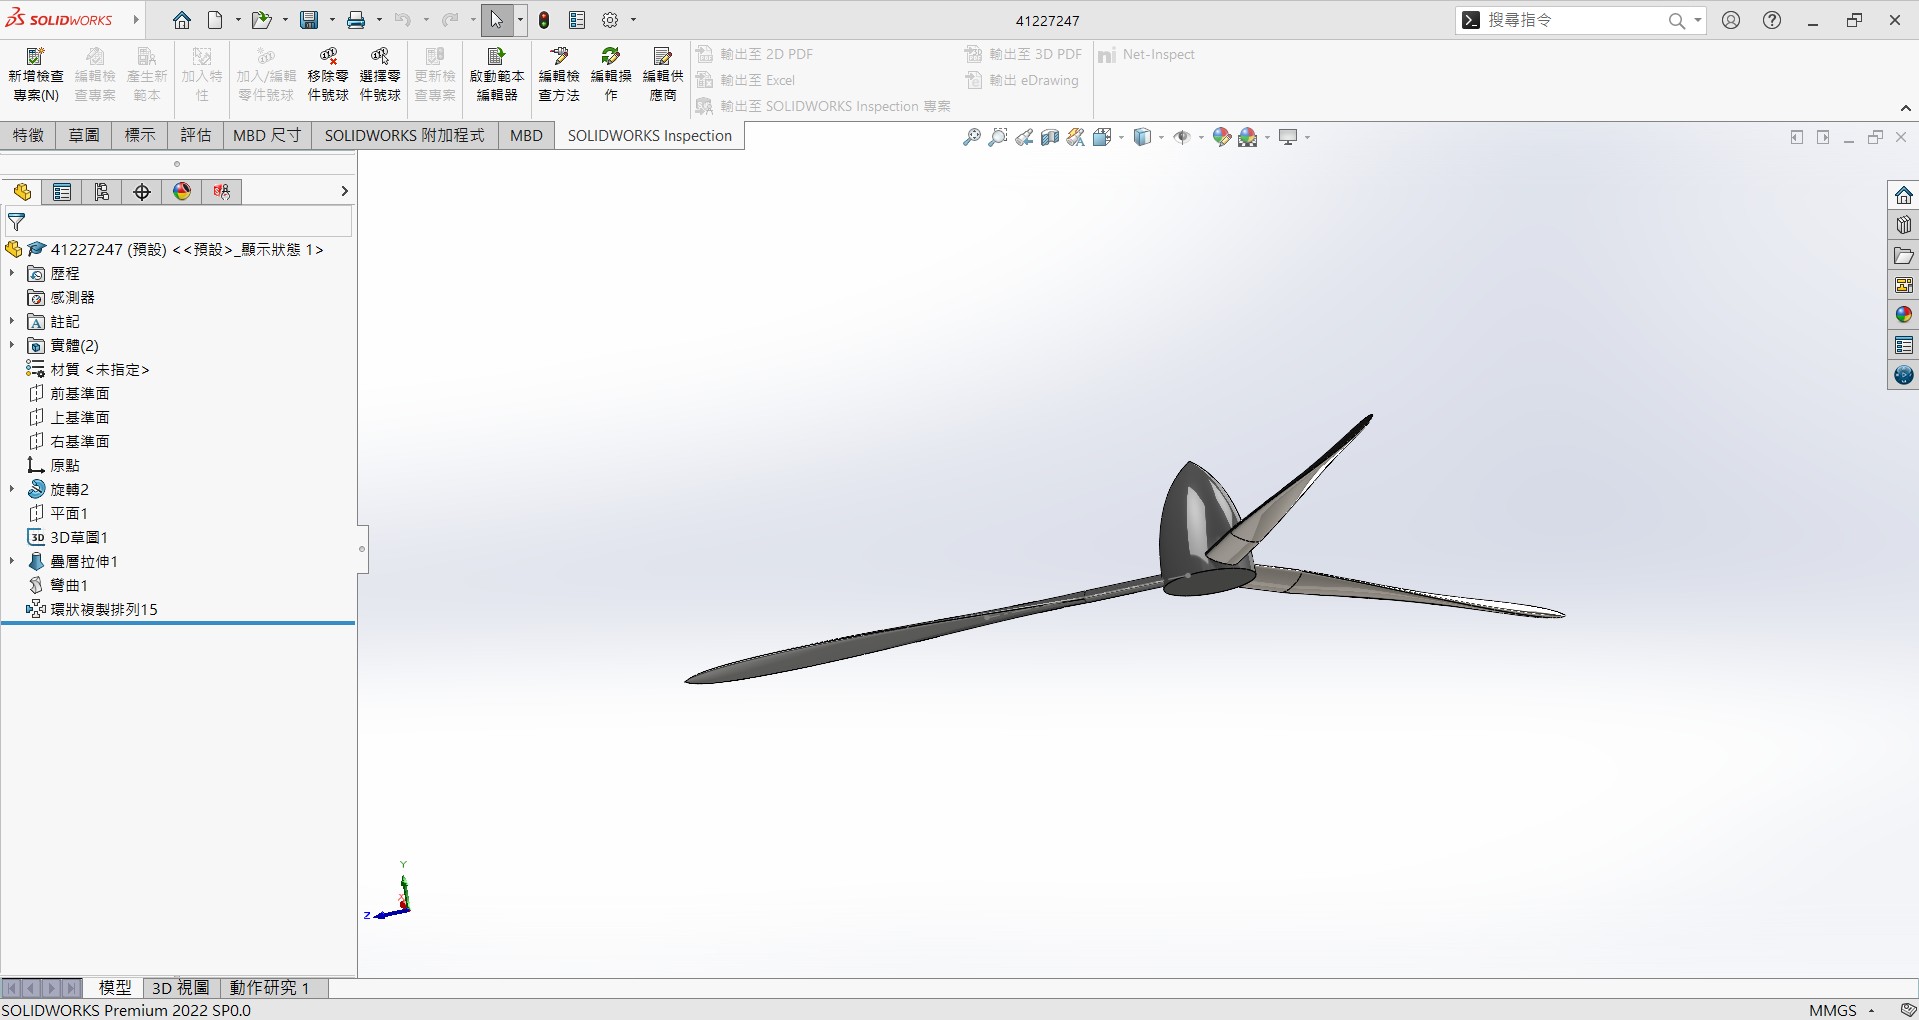 SOLIDWORKS
41227247
搜尋指令
新增檢查專案(N)
編輯檢查專案
產生新範本
加入特性
加入/編輯零件號球
移除零件號球
選擇零件號球
更新檢查專案
啟動範本編輯器
編輯檢查方法
編輯操作
編輯供應商
輸出至 2D PDF
輸出至 Excel
輸出至 SOLIDWORKS Inspection 專案
輸出至 3D PDF
輸出 eDrawing
Net-Inspect
特徵 草圖 標示 評估 MBD 尺寸 SOLIDWORKS 附加程式 MBD SOLIDWORKS Inspection
41227247 (預設) <<預設>_顯示狀態 1>
歷程
感測器
註記
實體(2)
材質 <未指定>
前基準面
上基準面
右基準面
原點
旋轉2
平面1
3D草圖1
疊層拉伸1
彎曲1
環狀複製排列15
Y
X
Z
模型 3D 視圖 動作研究 1
SOLIDWORKS Premium 2022 SP0.0
MMGS